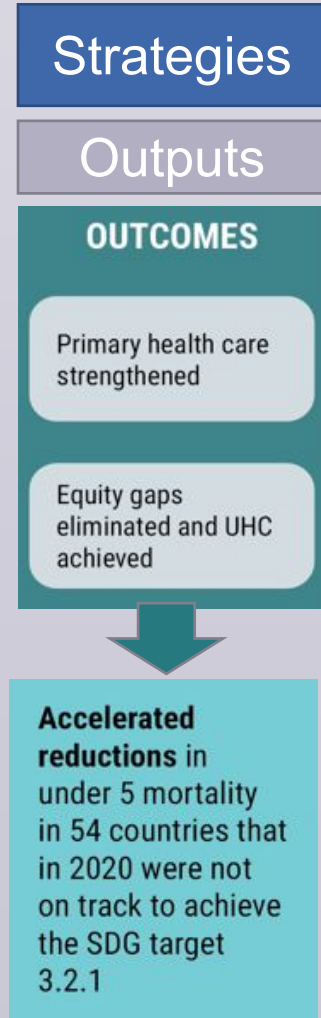 Strategies
Outputs
OUTCOMES
Primary health care
strengthened
Equity gaps
eliminated and UHC
achieved
Accelerated
reductions in
under 5 mortality
in 54 countries that
in 2020 were not
on track to achieve
the SDG target
3.2.1